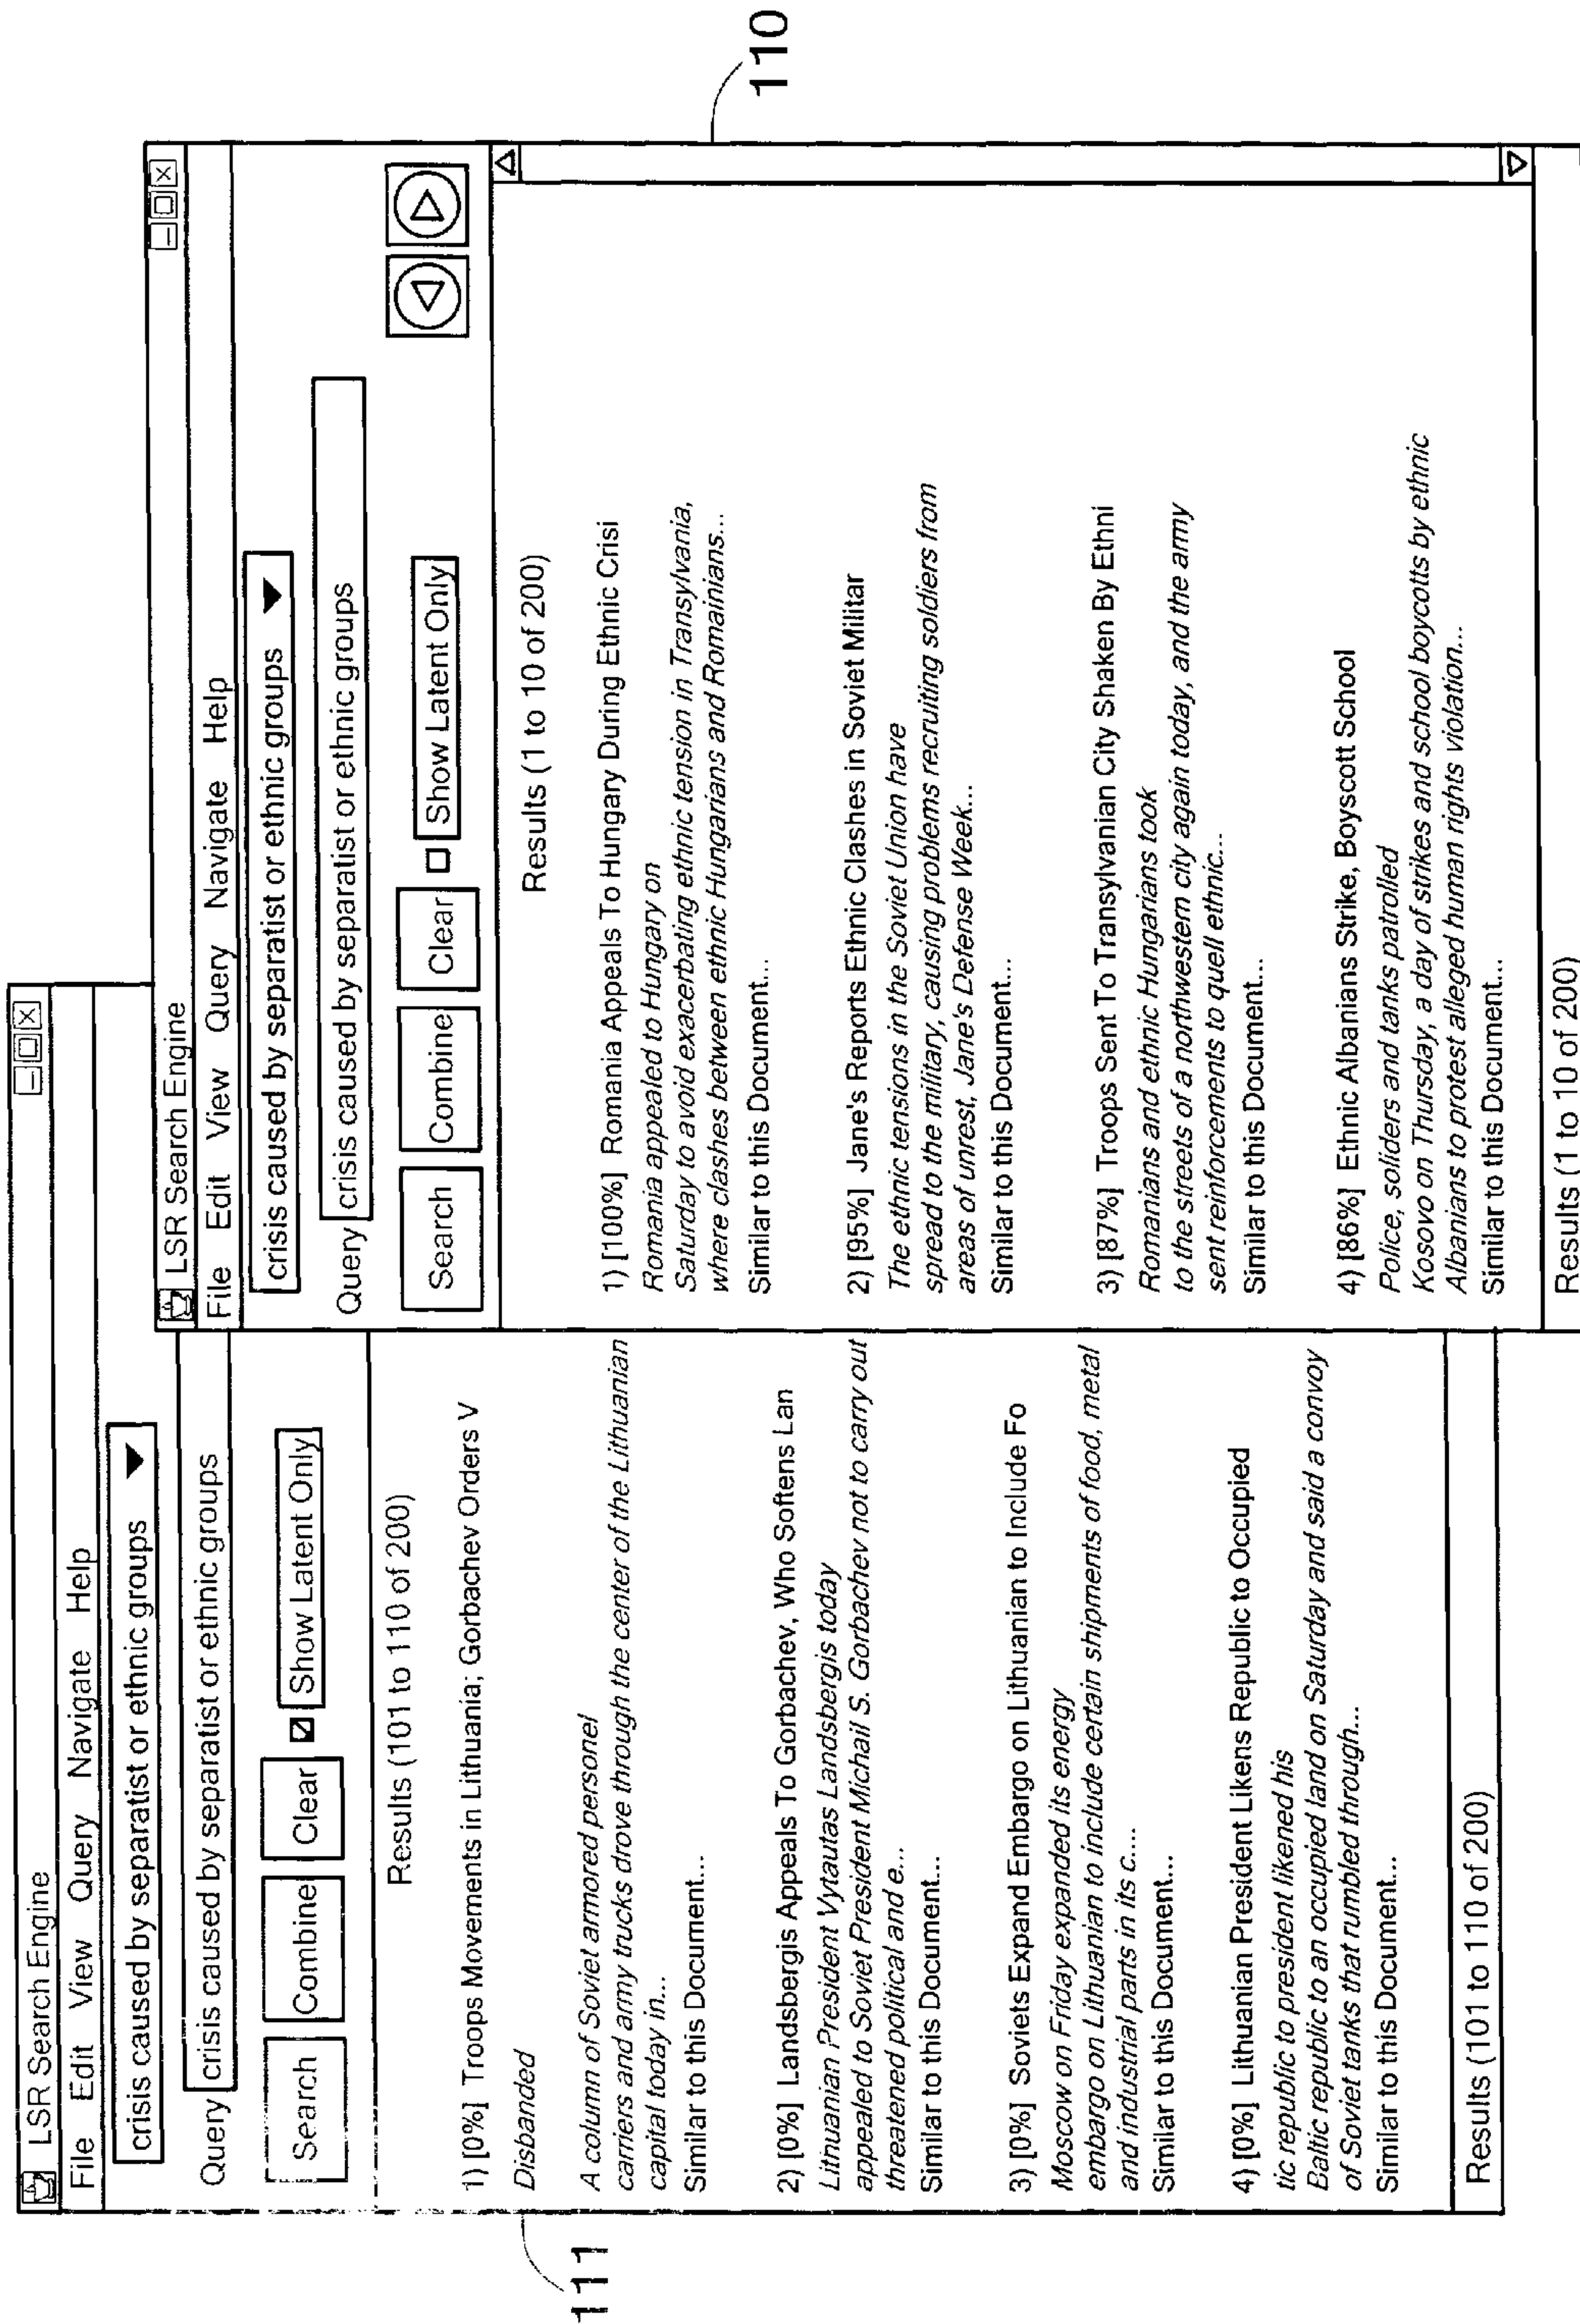 LSR Search Engine
File Edit View Query Navigate Help
crisis caused by separatist or ethnic groups
Query crisis caused by separatist or ethnic groups
Search Combine Clear Show Latent Only
Results (101 to 110 of 200)
1) [0%] Troops Movements in Lithuania; Gorbachev Orders V
Disbanded
A column of Soviet armored personel
carriers and army trucks drove through the center of the Lithuanian
capital today in...
Similar to this Document...
2) [0%] Landsbergis Appeals To Gorbachev, Who Softens Lan
Lithuanian President Vytautas Landsbergis today
appealed to Soviet President Michail S. Gorbachev not to carry out
threatened political and e...
Similar to this Document...
3) [0%] Soviets Expand Embargo on Lithuanian to Include Fo
Moscow on Friday expanded its energy
embargo on Lithuanian to include certain shipments of food, metal
and industrial parts in its c....
Similar to this Document...
4) [0%] Lithuanian President Likens Republic to Occupied
tic republic to president likened his
Baltic republic to an occupied land on Saturday and said a convoy
of Soviet tanks that rumbled through...
Similar to this Document...
Results (101 to 110 of 200)
111
LSR Search Engine
File Edit View Query Navigate Help
crisis caused by separatist or ethnic groups
Query crisis caused by separatist or ethnic groups
Search Combine Clear Show Latent Only
Results (1 to 10 of 200)
1) [100%] Romania Appeals To Hungary During Ethnic Crisi
Romania appealed to Hungary on
Saturday to avoid exacerbating ethnic tension in Transylvania,
where clashes between ethnic Hungarians and Romainians...
Similar to this Document...
2) [95%] Jane's Reports Ethnic Clashes in Soviet Militar
The ethnic tensions in the Soviet Union have
spread to the military, causing problems recruiting soldiers from
areas of unrest, Jane's Defense Week...
Similar to this Document...
3) [87%] Troops Sent To Transylvanian City Shaken By Ethni
Romanians and ethnic Hungarians took
to the streets of a northwestern city again today, and the army
sent reinforcements to quell ethnic...
Similar to this Document...
4) [86%] Ethnic Albanians Strike, Boyscott School
Police, soliders and tanks patrolled
Kosovo on Thursday, a day of strikes and school boycotts by ethnic
Albanians to protest alleged human rights violation...
Similar to this Document...
Results (1 to 10 of 200)
110